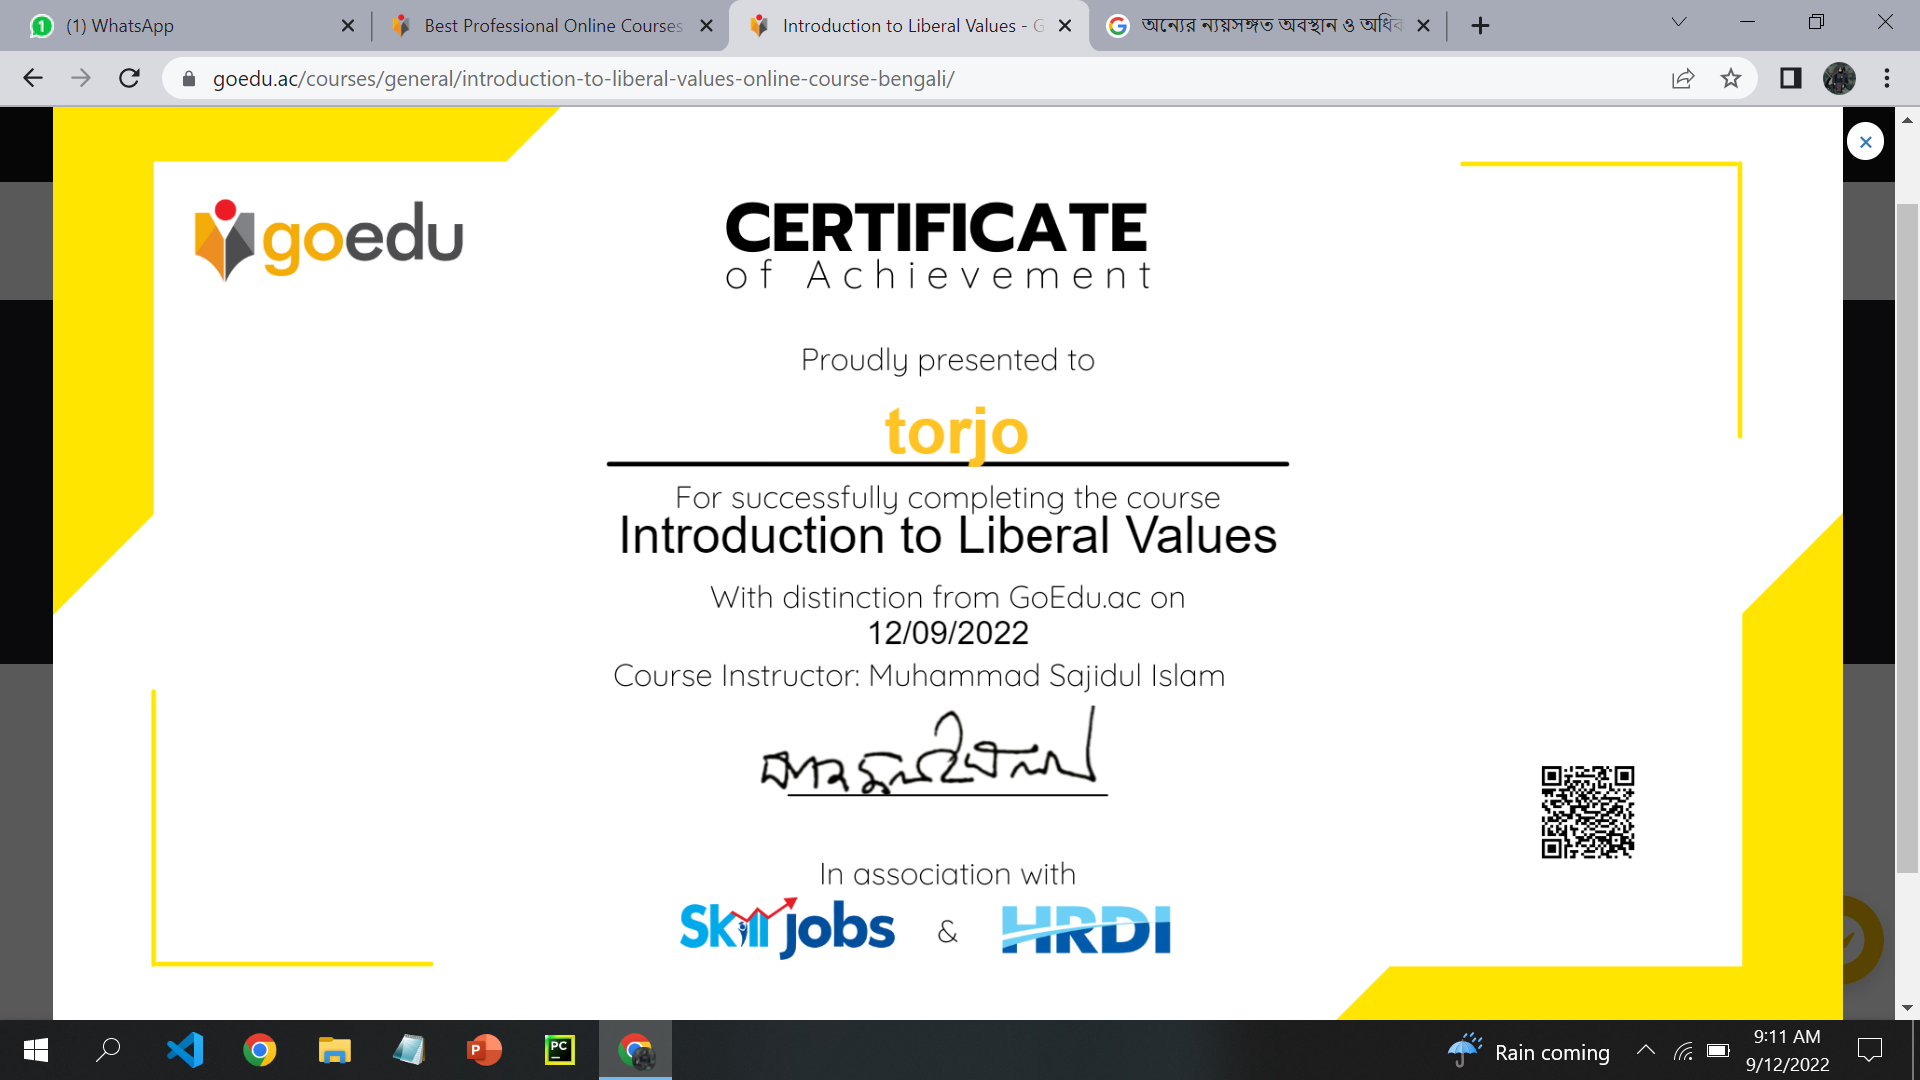 (1) WhatsApp
Best Professional Online Courses
Introduction to Liberal Values - G
অন্যের ন্যয়সঙ্গত অবস্থান ও অধিক
goedu.ac/courses/general/introduction-to-liberal-values-online-course-bengali/
goedu
CERTIFICATE
of Achievement
Proudly presented to
torjo
For successfully completing the course
Introduction to Liberal Values
With distinction from GoEdu.ac on
12/09/2022
Course Instructor: Muhammad Sajidul Islam
In association with
Skill jobs & HRDI
PC
Rain coming
9:11 AM
9/12/2022